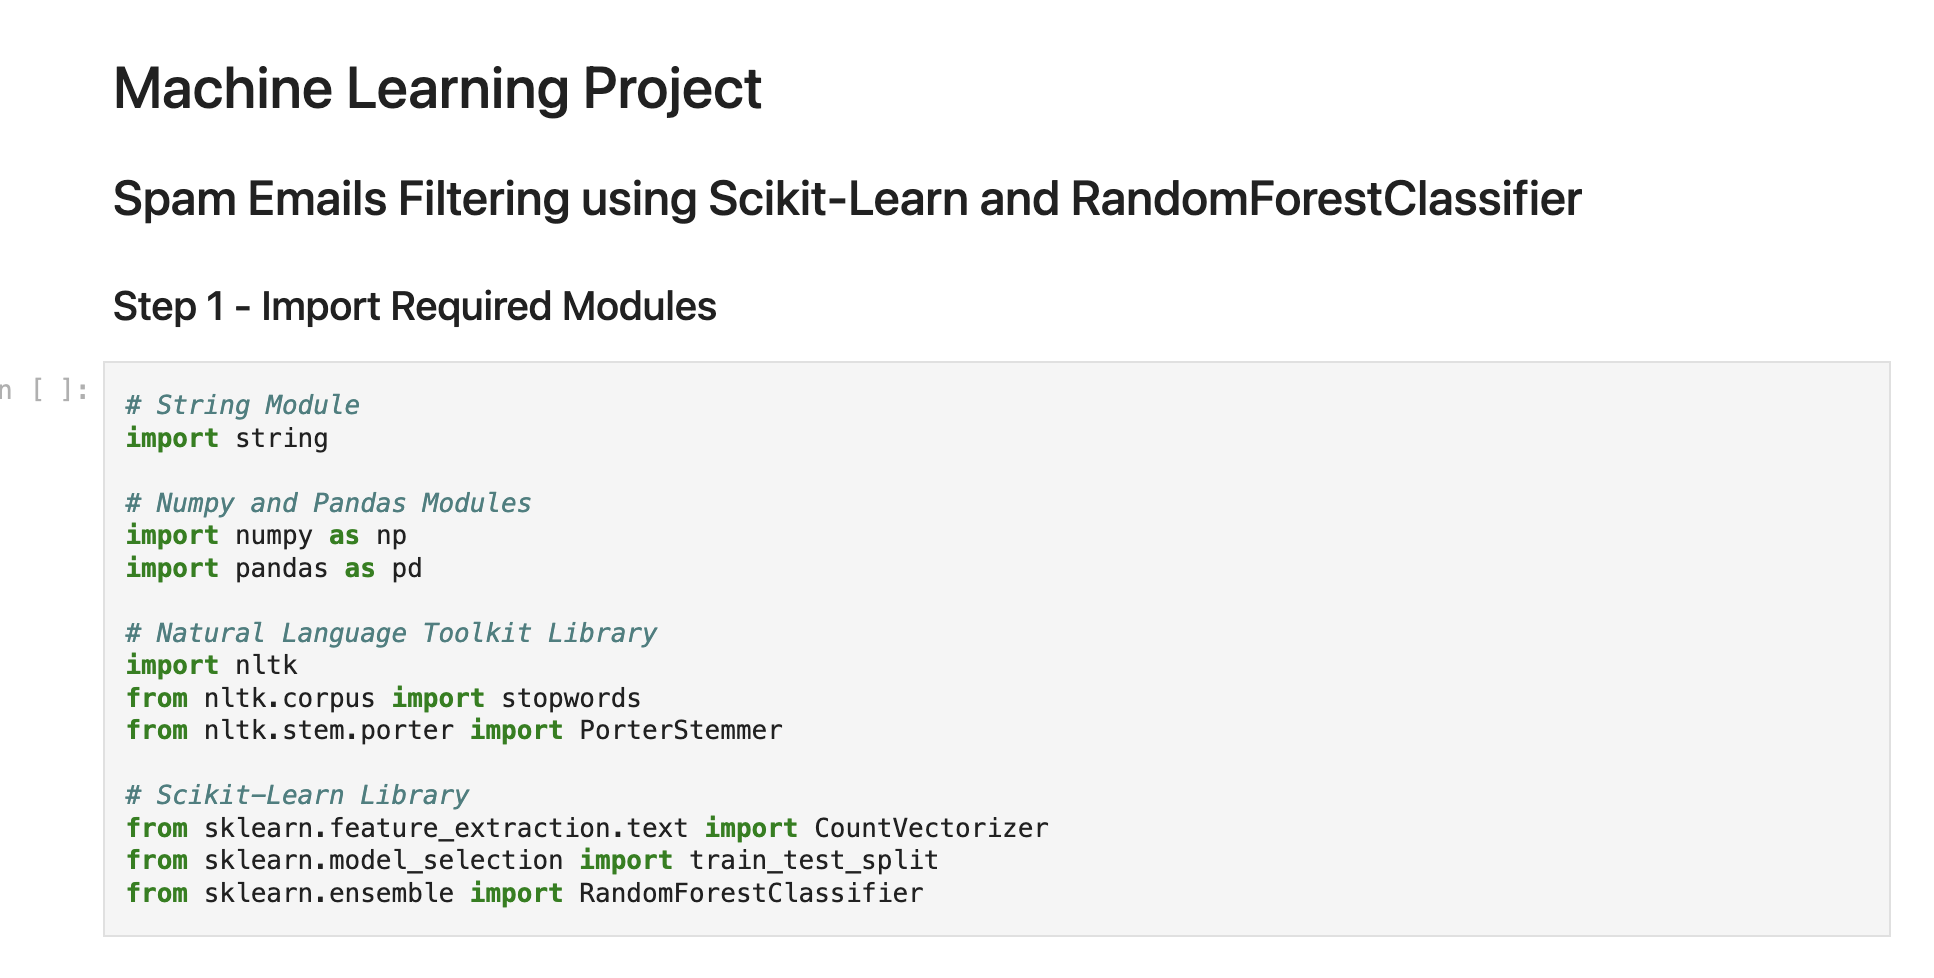 Machine Learning Project
Spam Emails Filtering using Scikit-Learn and RandomForestClassifier
Step 1 - Import Required Modules
n [ ]:
# String Module
import string
# Numpy and Pandas Modules
import numpy as np
import pandas as pd
# Natural Language Toolkit Library
import nltk
from nltk.corpus import stopwords
from nltk.stem.porter import PorterStemmer
# Scikit-Learn Library
from sklearn.feature_extraction.text import CountVectorizer
from sklearn.model_selection import train_test_split
from sklearn.ensemble import RandomForestClassifier